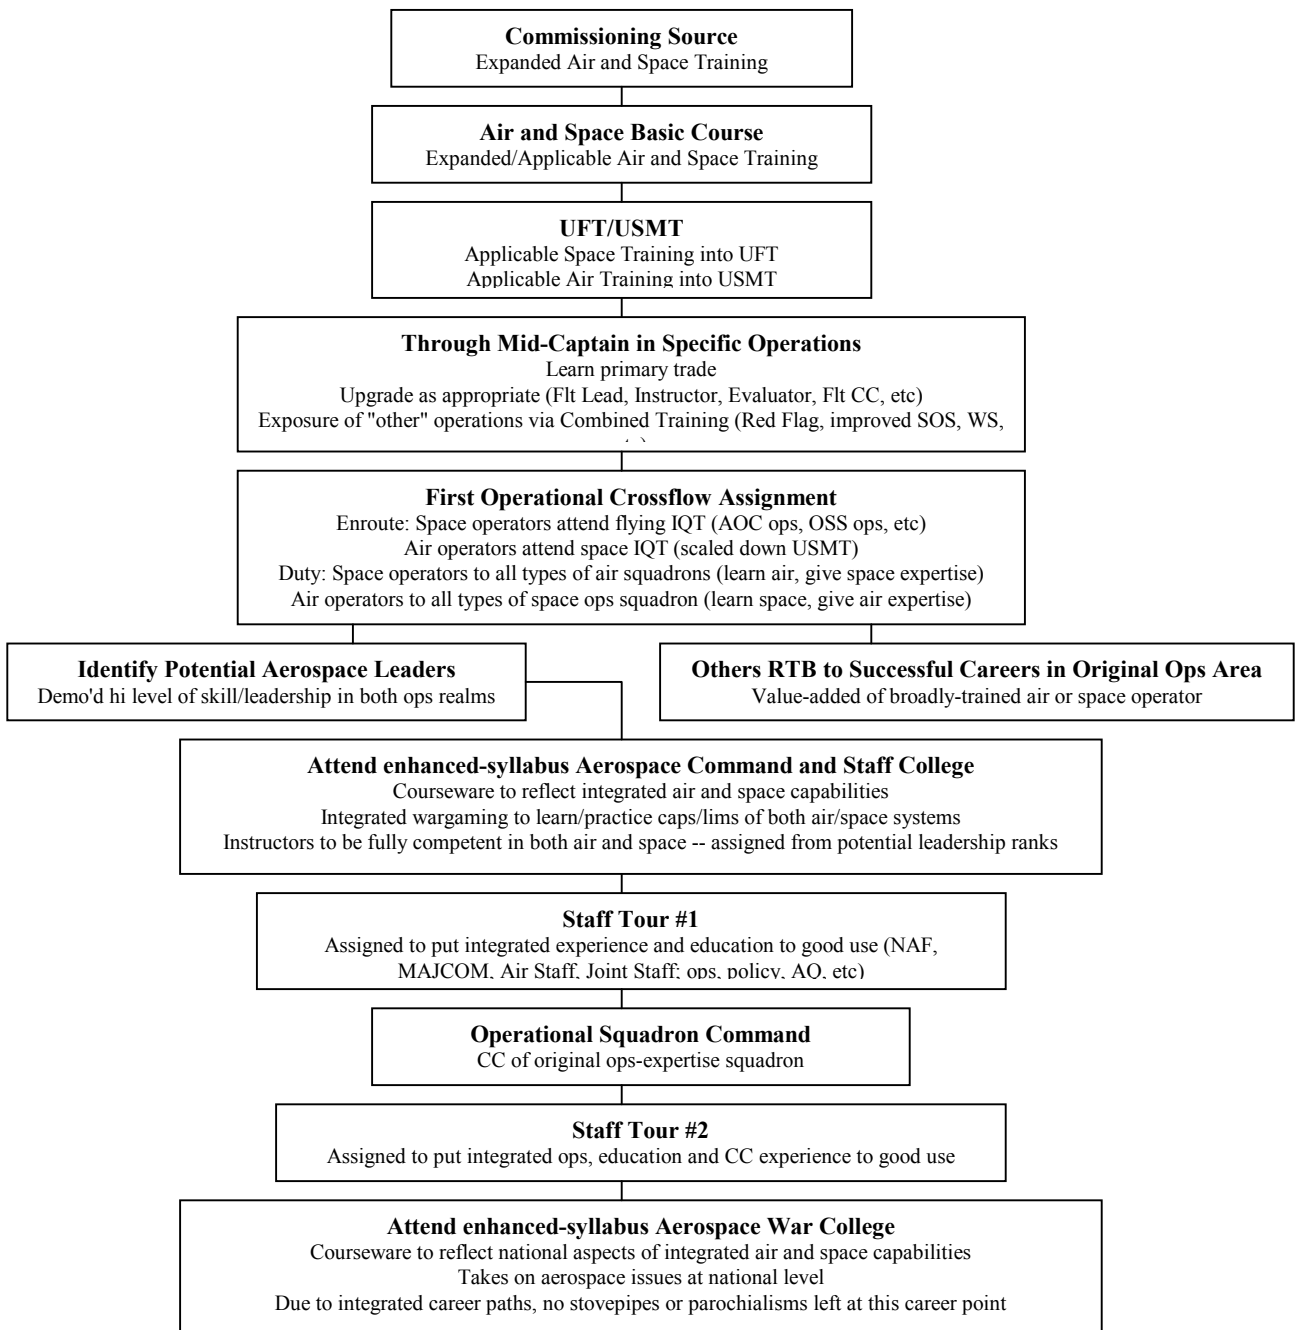 Commissioning Source
Expanded Air and Space Training
Air and Space Basic Course
Expanded/Applicable Air and Space Training
UFT/USMT
Applicable Space Training into UFT
Applicable Air Training into USMT
Through Mid-Captain in Specific Operations
Learn primary trade
Upgrade as appropriate (Flt Lead, Instructor, Evaluator, Flt CC, etc)
Exposure of "other" operations via Combined Training (Red Flag, improved SOS, WS,
First Operational Crossflow Assignment
Enroute: Space operators attend flying IQT (AOC ops, OSS ops, etc)
Air operators attend space IQT (scaled down USMT)
Duty: Space operators to all types of air squadrons (learn air, give space expertise)
Air operators to all types of space ops squadron (learn space, give air expertise)
Identify Potential Aerospace Leaders
Demo'd hi level of skill/leadership in both ops realms
Others RTB to Successful Careers in Original Ops Area
Value-added of broadly-trained air or space operator
Attend enhanced-syllabus Aerospace Command and Staff College
Courseware to reflect integrated air and space capabilities
Integrated wargaming to learn/practice caps/lims of both air/space systems
Instructors to be fully competent in both air and space -- assigned from potential leadership ranks
Staff Tour #1
Assigned to put integrated experience and education to good use (NAF,
MAJCOM, Air Staff, Joint Staff; ops, policy, AQ, etc)
Operational Squadron Command
CC of original ops-expertise squadron
Staff Tour #2
Assigned to put integrated ops, education and CC experience to good use
Attend enhanced-syllabus Aerospace War College
Courseware to reflect national aspects of integrated air and space capabilities
Takes on aerospace issues at national level
Due to integrated career paths, no stovepipes or parochialisms left at this career point